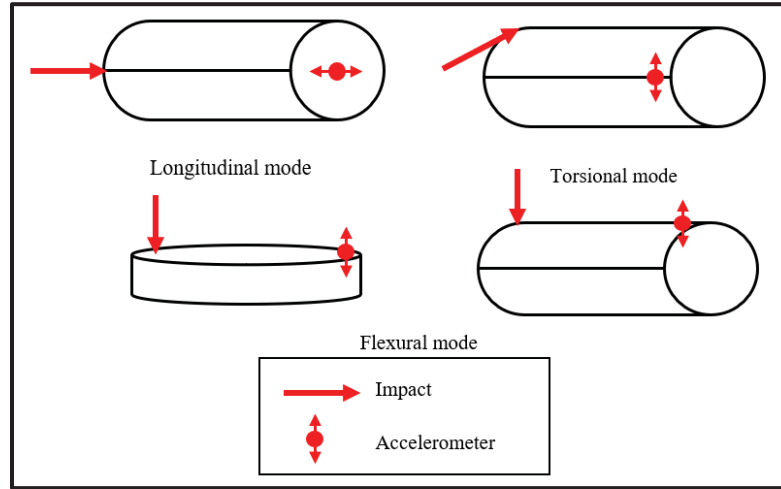 Longitudinal mode
Torsional mode
Flexural mode
Impact
Accelerometer